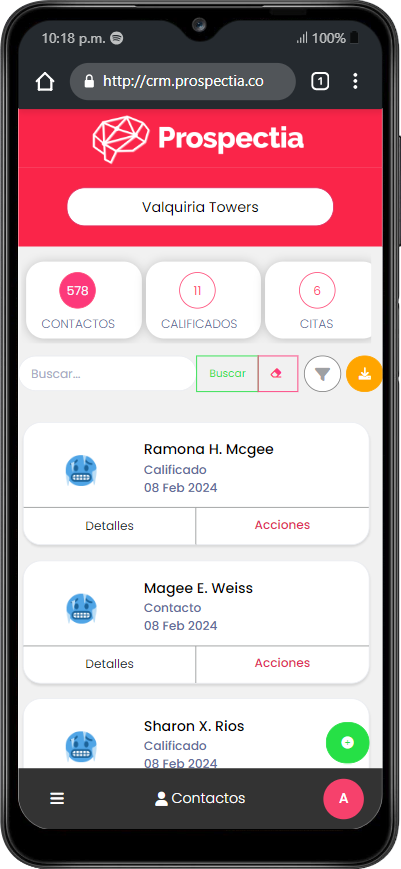 10:18 p.m. 100%
http://crm.prospectia.co 1
Prospectia
Valquiria Towers
578 11 6
CONTACTOS CALIFICADOS CITAS
Buscar... Buscar
Ramona H. Mcgee
Calificado
08 Feb 2024
Detalles Acciones
Magee E. Weiss
Contacto
08 Feb 2024
Detalles Acciones
Sharon X. Rios
Calificado
08 Feb 2024
Contactos A